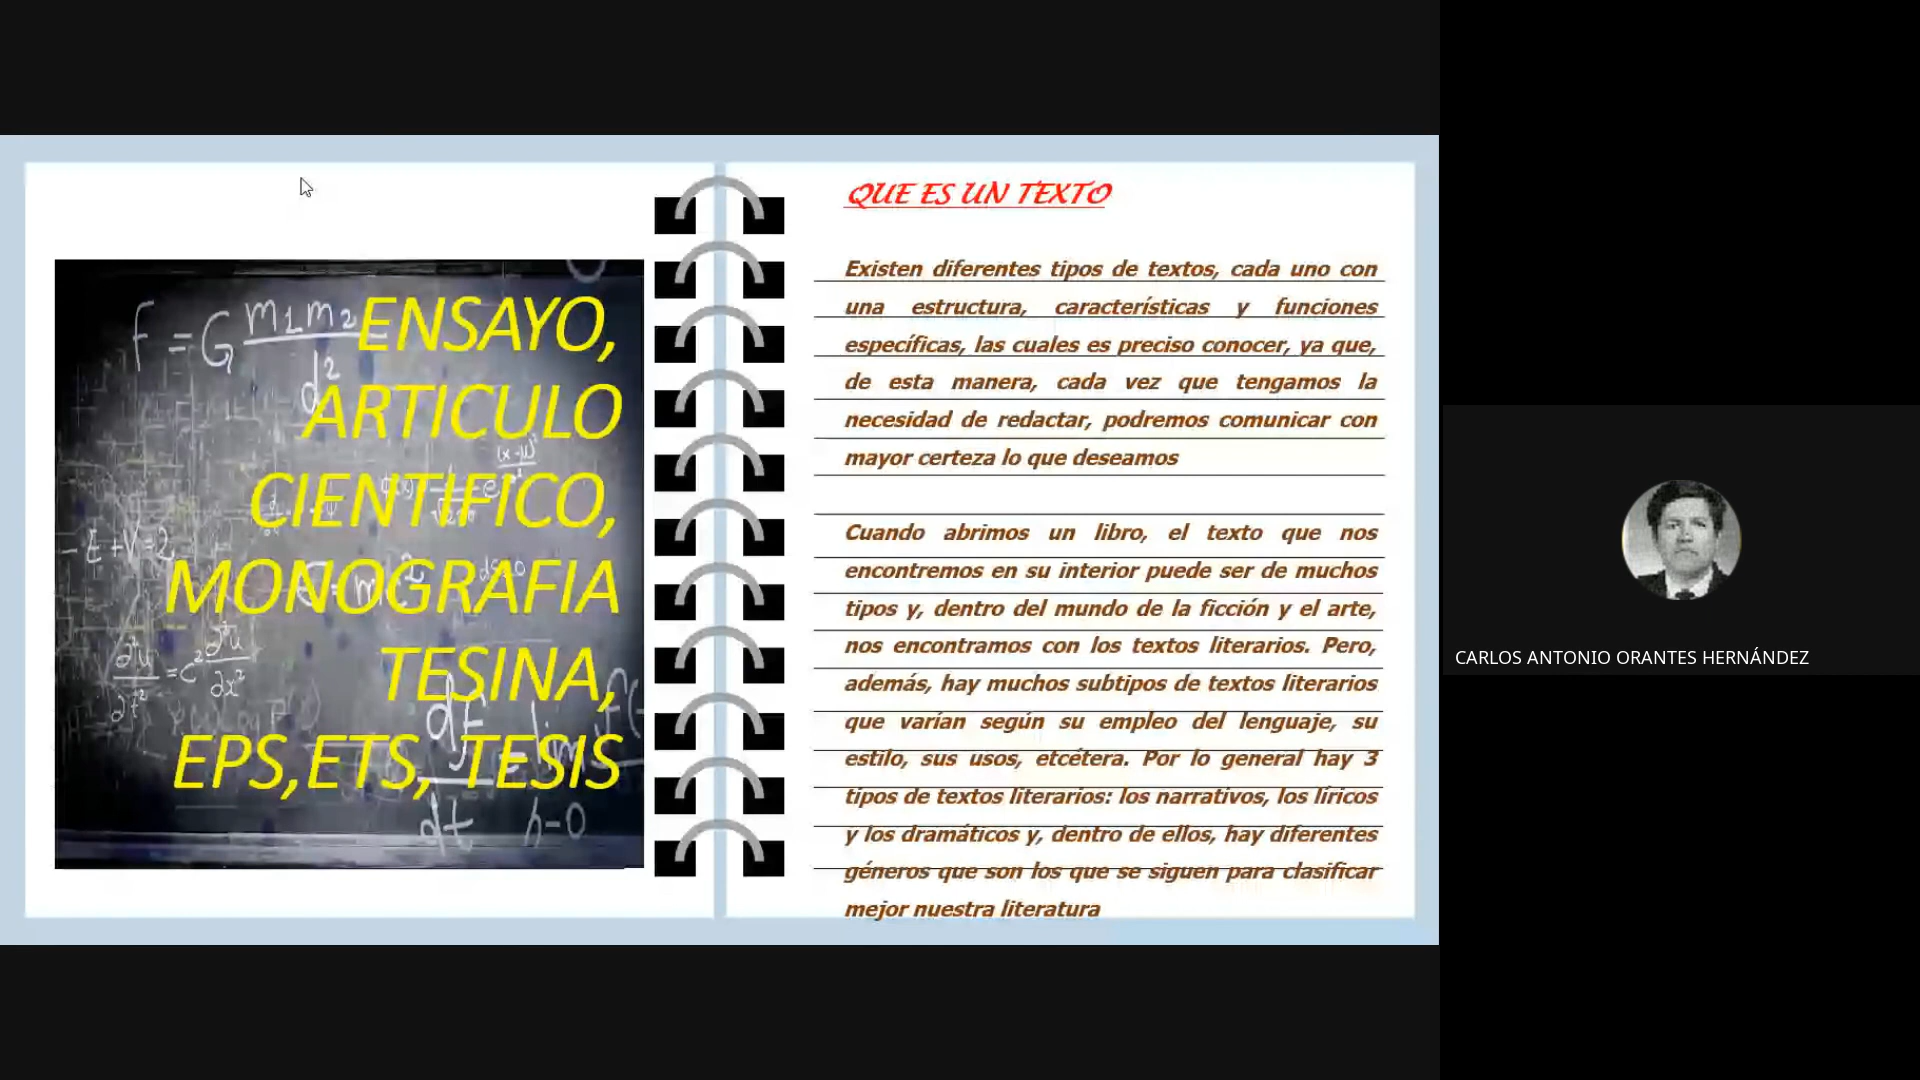 ENSAYO,
ARTICULO
CIENTIFICO,
MONOGRAFIA
TESINA,
EPS,ETS, TESIS
QUE ES UN TEXTO
Existen diferentes tipos de textos, cada uno con
una estructura, características y funciones
específicas, las cuales es preciso conocer, ya que,
de esta manera, cada vez que tengamos la
necesidad de redactar, podremos comunicar con
mayor certeza lo que deseamos
Cuando abrimos un libro, el texto que nos
encontremos en su interior puede ser de muchos
tipos y, dentro del mundo de la ficción y el arte,
nos encontramos con los textos literarios. Pero,
además, hay muchos subtipos de textos literarios
que varían según su empleo del lenguaje, su
estilo, sus usos, etcétera. Por lo general hay 3
tipos de textos literarios: los narrativos, los líricos
y los dramáticos y, dentro de ellos, hay diferentes
géneros que son los que se siguen para clasificar
mejor nuestra literatura
CARLOS ANTONIO ORANTES HERNÁNDEZ